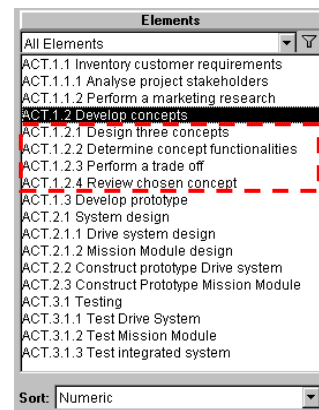 Elements
All Elements
ACT.1.1 Inventory customer requirements
ACT.1.1.1 Analyse project stakeholders
ACT.1.1.2 Perform a marketing research
ACT.1.2 Develop concepts
ACT.1.2.1 Design three concepts
ACT.1.2.2 Determine concept functionalities
ACT.1.2.3 Perform a trade off
ACT.1.2.4 Review chosen concept
ACT.1.3 Develop prototype
ACT.2.1 System design
ACT.2.1.1 Drive system design
ACT.2.1.2 Mission Module design
ACT.2.2 Construct prototype Drive system
ACT.2.3 Construct Prototype Mission Module
ACT.3.1 Testing
ACT.3.1.1 Test Drive System
ACT.3.1.2 Test Mission Module
ACT.3.1.3 Test integrated system
Sort: Numeric